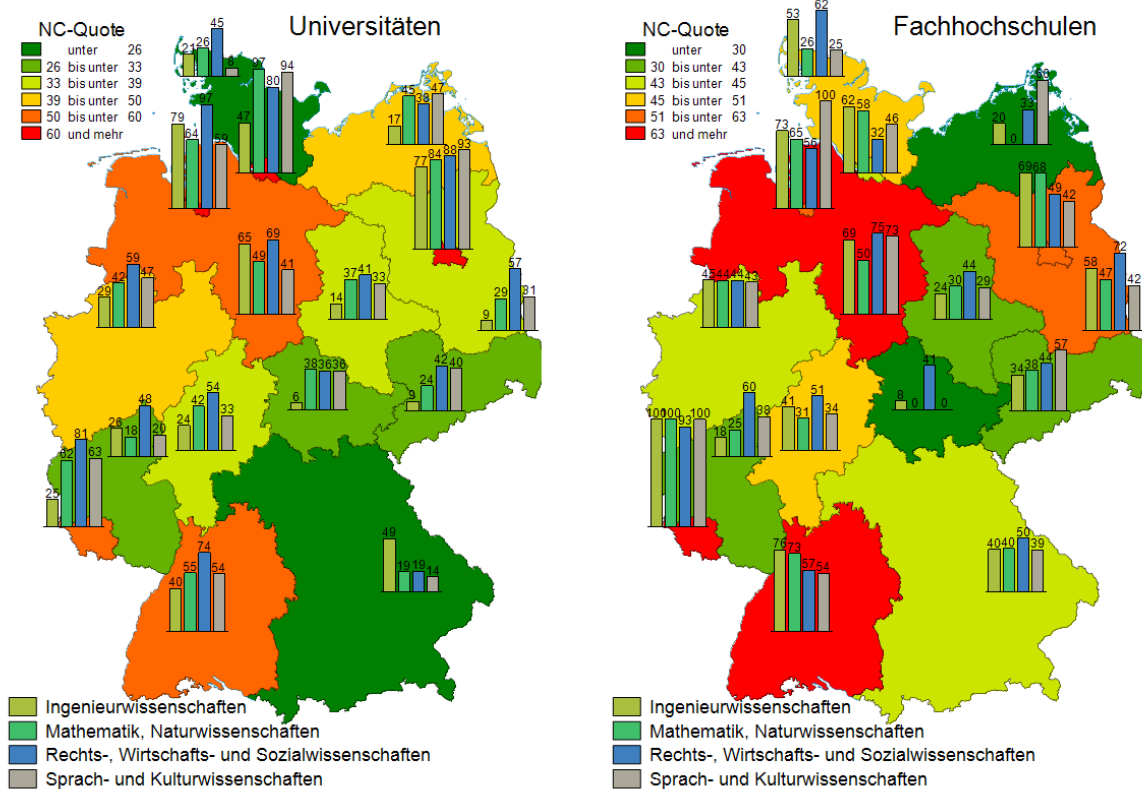 Universitäten
NC-Quote
unter 26
26 bis unter 33
33 bis unter 39
39 bis unter 50
50 bis unter 60
60 und mehr
21 26 45 8
47 97 80 94
79 64 97 59
17 45 38 47
77 84 88 93
65 49 69 41
29 42 59 47
14 37 41 33
9 29 57 31
6 38 36 36
9 24 42 40
24 42 54 33
26 18 48 20
25 62 81 63
49 19 19 14
40 55 74 54
Ingenieurwissenschaften
Mathematik, Naturwissenschaften
Rechts-, Wirtschafts- und Sozialwissenschaften
Sprach- und Kulturwissenschaften
Fachhochschulen
NC-Quote
unter 30
30 bis unter 43
43 bis unter 45
45 bis unter 51
51 bis unter 63
63 und mehr
53 26 62 25
62 58 32 46
73 65 56 100
20 0 33
69 68 49 42
69 50 75 73
45 44 44 43
24 30 44 29
58 47 72 42
8 0 41 0
34 38 44 57
41 31 51 34
18 25 60 38
100 100 93 100
40 40 50 39
76 73 57 54
Ingenieurwissenschaften
Mathematik, Naturwissenschaften
Rechts-, Wirtschafts- und Sozialwissenschaften
Sprach- und Kulturwissenschaften